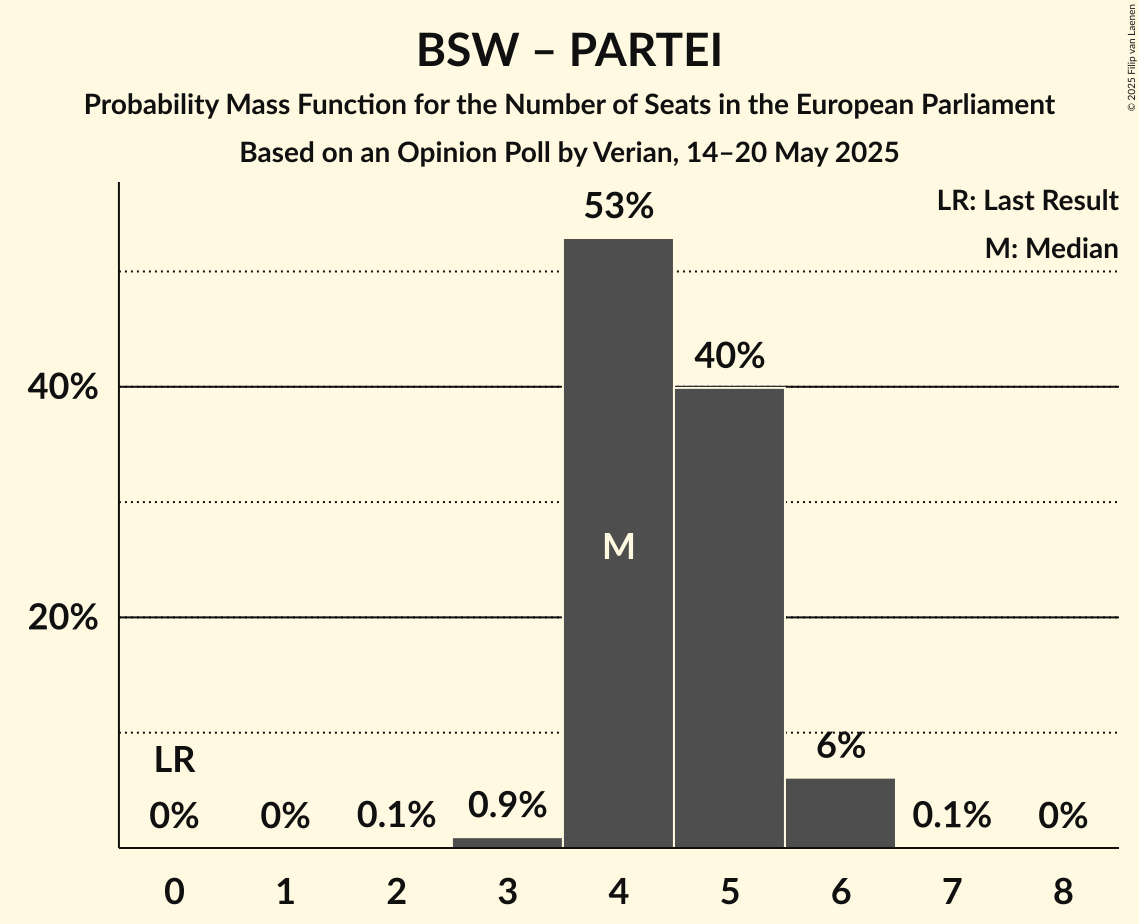 BSW – PARTEI
Probability Mass Function for the Number of Seats in the European Parliament
Based on an Opinion Poll by Verian, 14–20 May 2025
© 2025 Filip van Laenen
LR: Last Result
M: Median
53%
40%
40%
M
20%
LR
0%
0%
0.1%
0.9%
6%
0.1%
0%
0
1
2
3
4
5
6
7
8